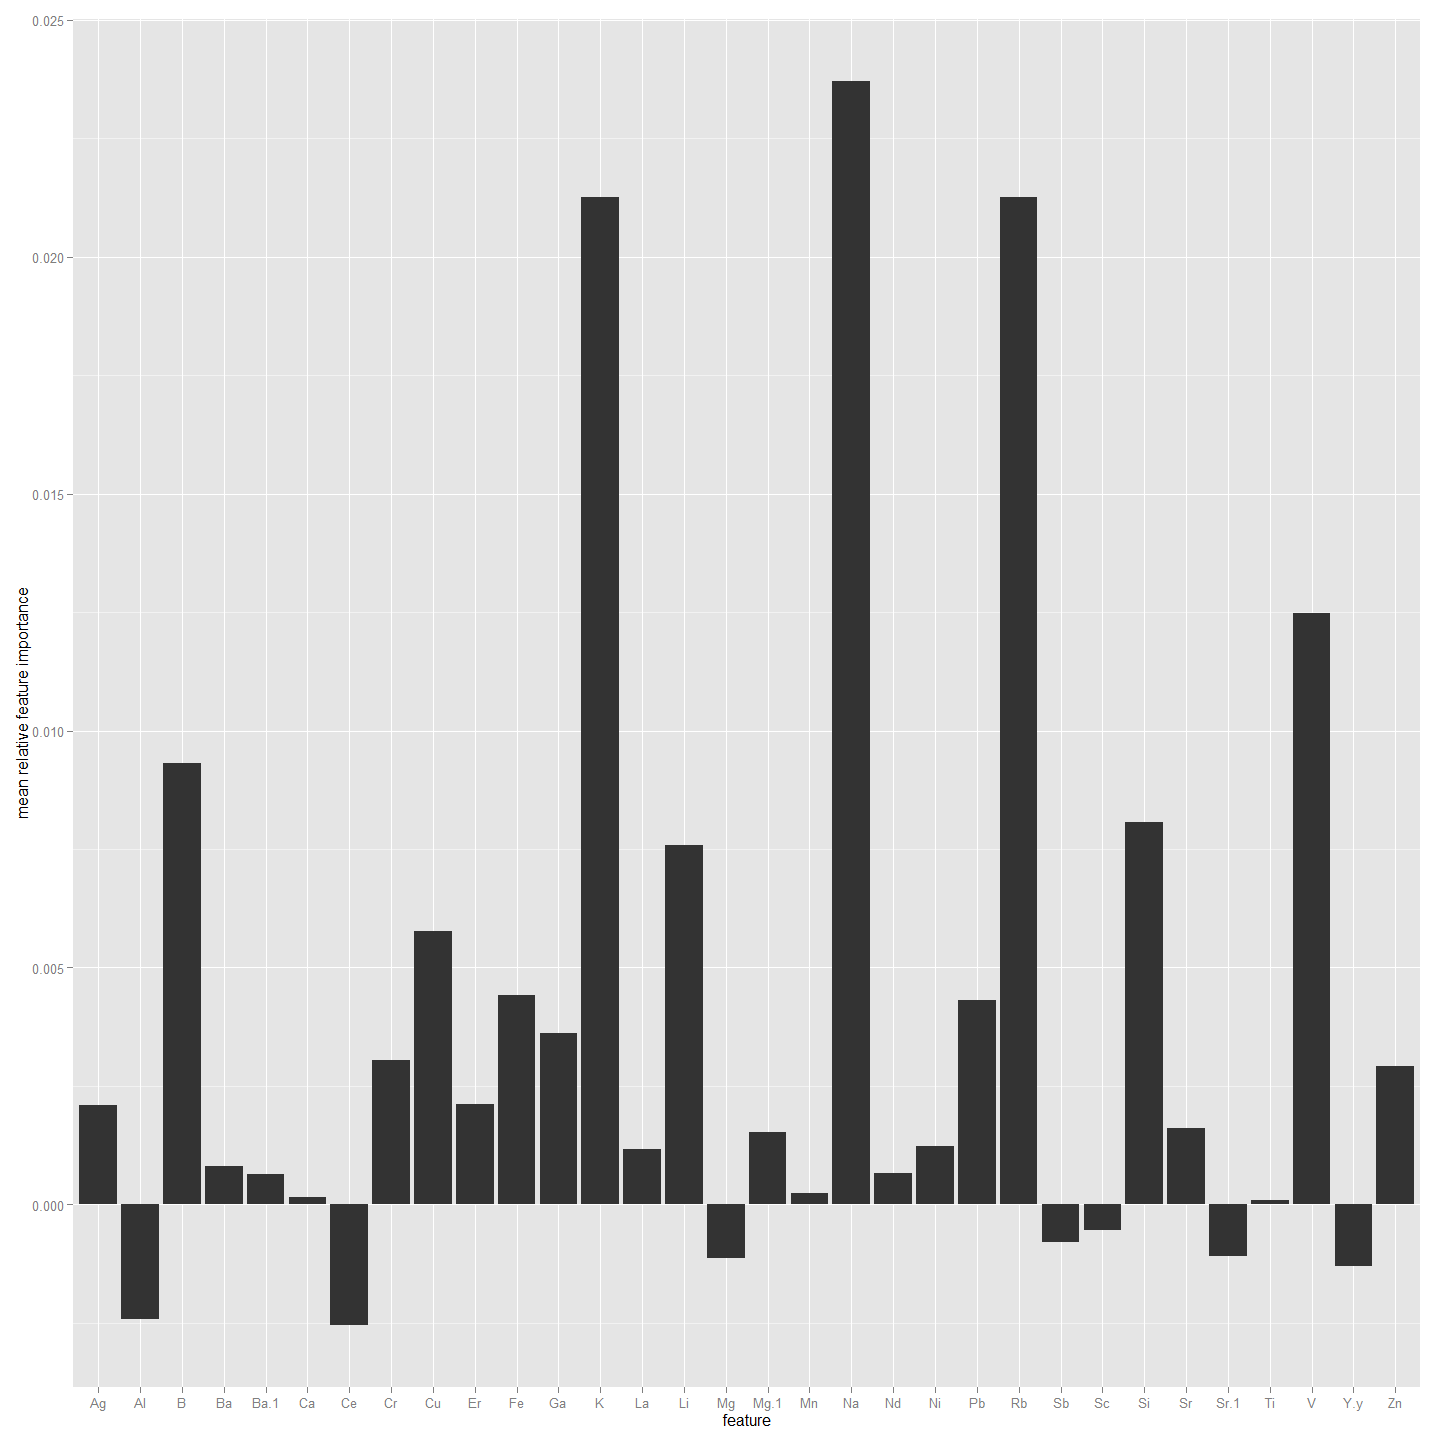 0.025
0.020
0.015
0.010
0.005
0.000
mean relative feature importance
Ag Al B Ba Ba.1 Ca Ce Cr Cu Er Fe Ga K La Li Mg Mg.1 Mn Na Nd Ni Pb Rb Sb Sc Si Sr Sr.1 Ti V Y.y Zn
feature